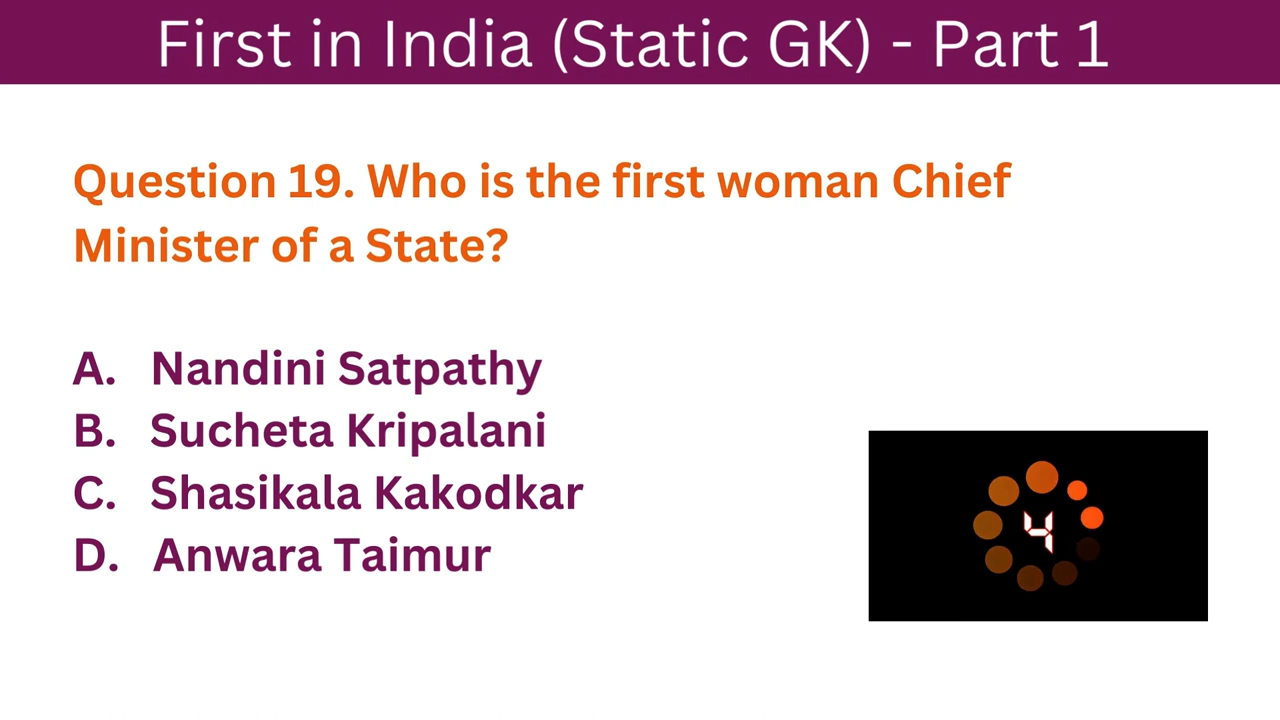 First in India (Static GK) - Part 1
Question 19. Who is the first woman Chief
Minister of a State?
A. Nandini Satpathy
B. Sucheta Kripalani
C. Shasikala Kakodkar
D. Anwara Taimur
4